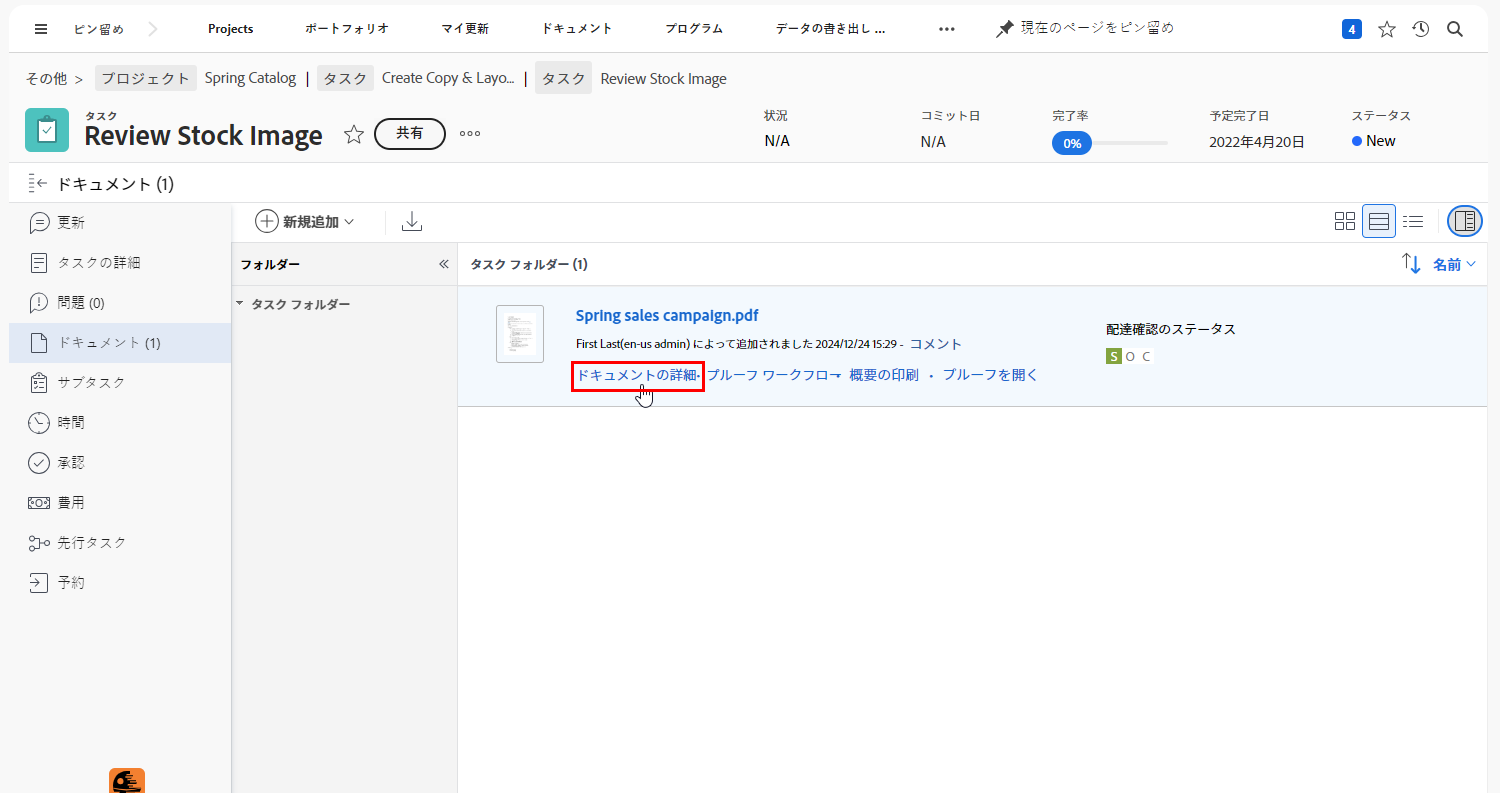 ピン留め Projects ポートフォリオ マイ更新 ドキュメント プログラム データの書き出し ... 現在のページをピン留め 4
その他 > プロジェクト Spring Catalog | タスク Create Copy & Layo... | タスク Review Stock Image
タスク
Review Stock Image
共有
状況
N/A
コミット日
N/A
完了率
0%
予定完了日
2022年4月20日
ステータス
New
ドキュメント (1)
更新
タスクの詳細
問題 (0)
ドキュメント (1)
サブタスク
時間
承認
費用
先行タスク
予約
新規追加
フォルダー
タスク フォルダー
タスク フォルダー (1)
名前
Spring sales campaign.pdf
First Last(en-us admin) によって追加されました 2024/12/24 15:29 - コメント
ドキュメントの詳細• プルーフ ワークフロー• 概要の印刷 • プルーフを開く
配達確認のステータス
S O C